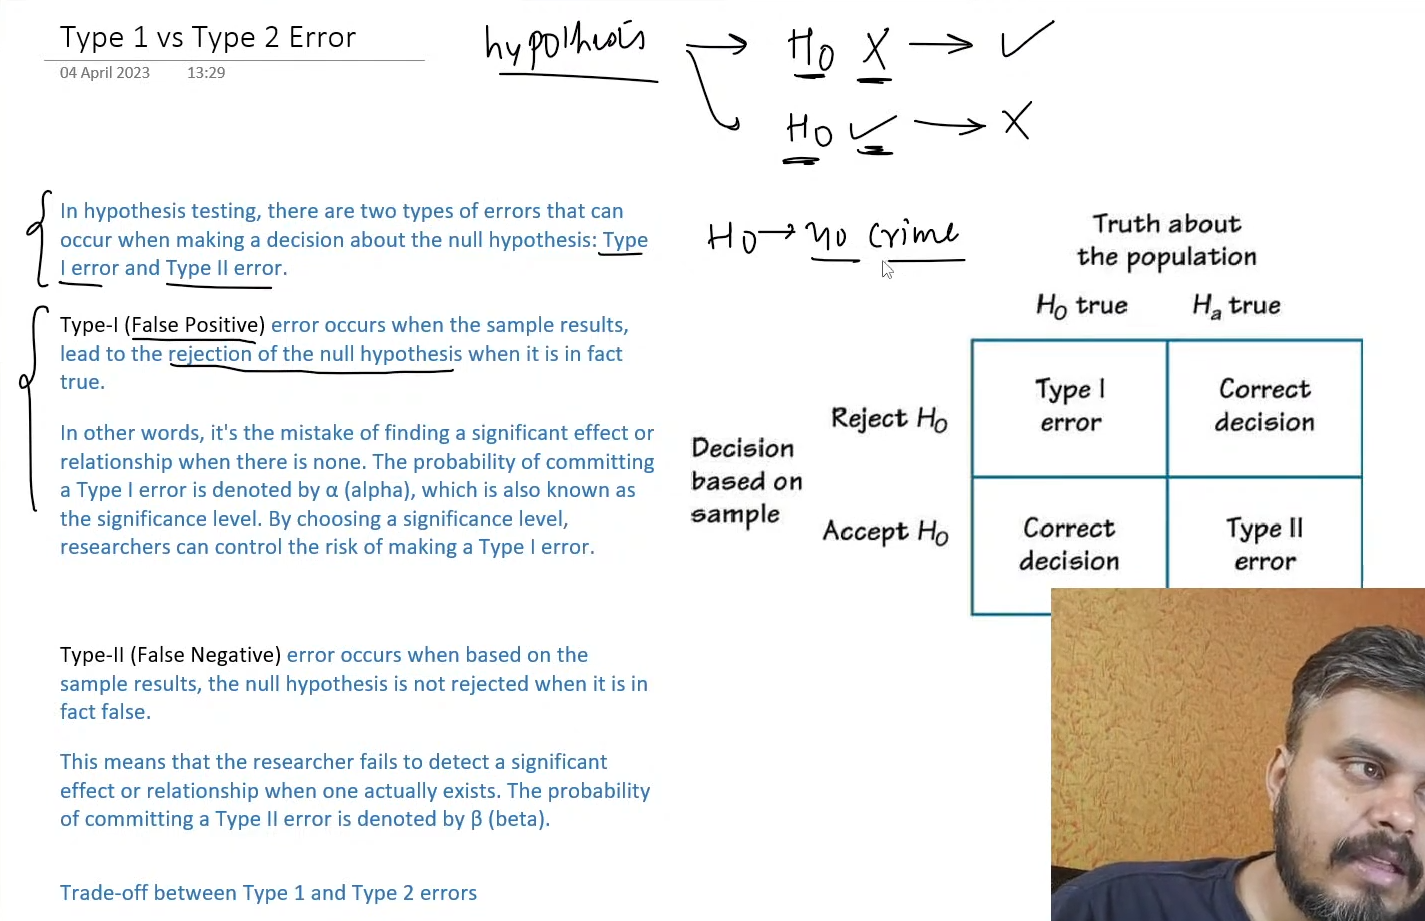 Type 1 vs Type 2 Error
04 April 2023 13:29
hypothesis → H0 X → ✓
H0 ✓ → X
In hypothesis testing, there are two types of errors that can
occur when making a decision about the null hypothesis: Type
I error and Type II error.
Type-I (False Positive) error occurs when the sample results,
lead to the rejection of the null hypothesis when it is in fact
true.
In other words, it's the mistake of finding a significant effect or
relationship when there is none. The probability of committing
a Type I error is denoted by α (alpha), which is also known as
the significance level. By choosing a significance level,
researchers can control the risk of making a Type I error.
Type-II (False Negative) error occurs when based on the
sample results, the null hypothesis is not rejected when it is in
fact false.
This means that the researcher fails to detect a significant
effect or relationship when one actually exists. The probability
of committing a Type II error is denoted by β (beta).
Trade-off between Type 1 and Type 2 errors
H0 → no crime
Truth about
the population
H0 true Ha true
Decision
based on
sample
Reject H0
Type I
error
Correct
decision
Accept H0
Correct
decision
Type II
error